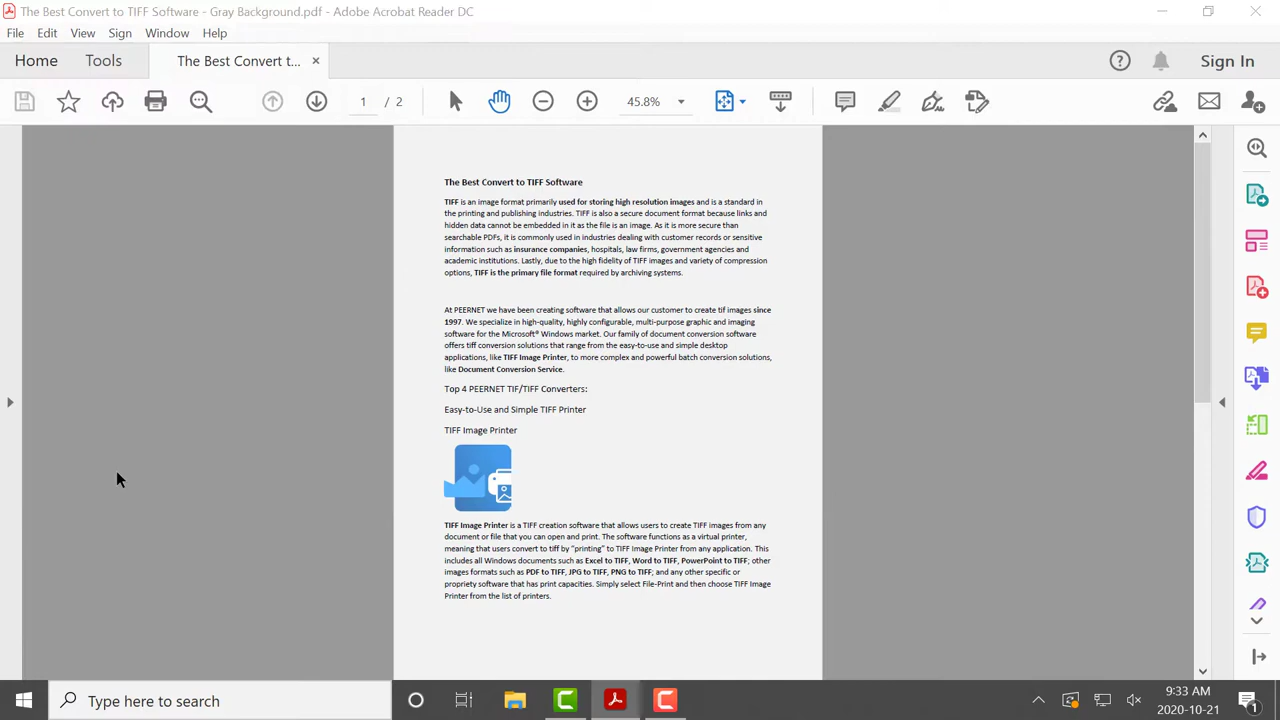 The Best Convert to TIFF Software - Gray Background.pdf - Adobe Acrobat Reader DC
File Edit View Sign Window Help
Home Tools The Best Convert t... Sign In
1 / 2 45.8%
The Best Convert to TIFF Software
TIFF is an image format primarily used for storing high resolution images and is a standard in
the printing and publishing industries. TIFF is also a secure document format because links and
hidden data cannot be embedded in it as the file is an image. As it is more secure than
searchable PDFs, it is commonly used in industries dealing with customer records or sensitive
information such as insurance companies, hospitals, law firms, government agencies and
academic institutions. Lastly, due to the high fidelity of TIFF images and variety of compression
options, TIFF is the primary file format required by archiving systems.
At PEERNET we have been creating software that allows our customer to create tif images since
1997. We specialize in high-quality, highly configurable, multi-purpose graphic and imaging
software for the Microsoft® Windows market. Our family of document conversion software
offers tiff conversion solutions that range from the easy-to-use and simple desktop
applications, like TIFF Image Printer, to more complex and powerful batch conversion solutions,
like Document Conversion Service.
Top 4 PEERNET TIF/TIFF Converters:
Easy-to-Use and Simple TIFF Printer
TIFF Image Printer
TIFF Image Printer is a TIFF creation software that allows users to create TIFF images from any
document or file that you can open and print. The software functions as a virtual printer,
meaning that users convert to tiff by "printing" to TIFF Image Printer from any application. This
includes all Windows documents such as Excel to TIFF, Word to TIFF, PowerPoint to TIFF; other
images formats such as PDF to TIFF, JPG to TIFF, PNG to TIFF; and any other specific or
propriety software that has print capacities. Simply select File-Print and then choose TIFF Image
Printer from the list of printers.
Type here to search
9:33 AM
2020-10-21
1